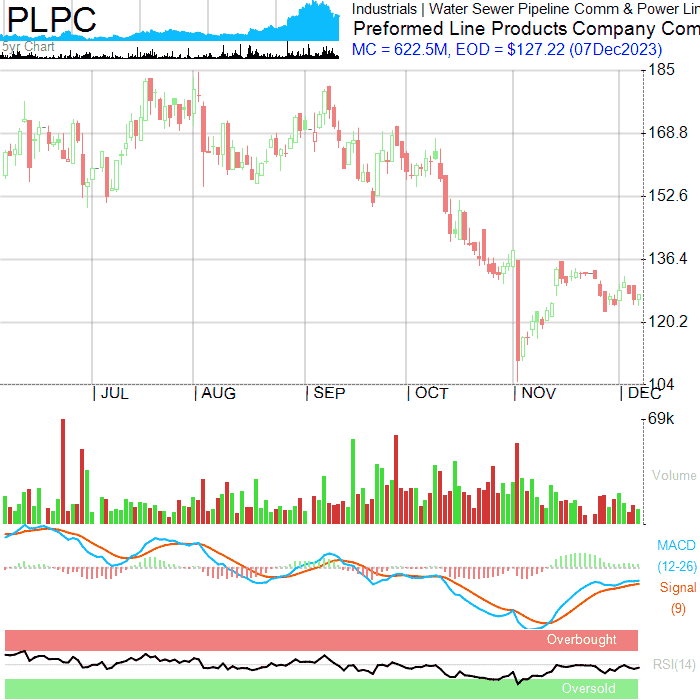 PLPC
5yr Chart
Industrials | Water Sewer Pipeline Comm & Power Lin
Preformed Line Products Company Com
MC = 622.5M, EOD = $127.22 (07Dec2023)
185
168.8
152.6
136.4
120.2
104
JUL AUG SEP OCT NOV DEC
69k
Volume
MACD
(12-26)
Signal
(9)
Overbought
RSI(14)
Oversold